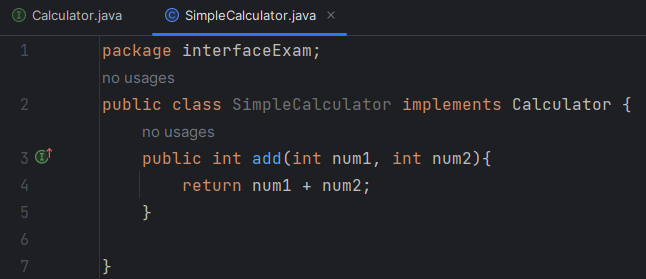 Calculator.java SimpleCalculator.java
1 package interfaceExam;
no usages
2 public class SimpleCalculator implements Calculator {
no usages
3 public int add(int num1, int num2){
4 return num1 + num2;
5 }
6
7 }